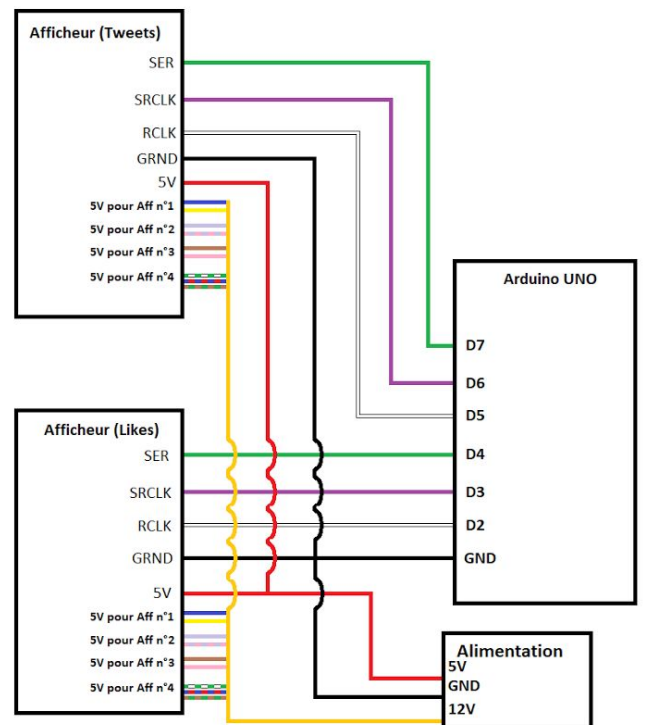 Afficheur (Tweets)
SER
SRCLK
RCLK
GRND
5V
5V pour Aff n°1
5V pour Aff n°2
5V pour Aff n°3
5V pour Aff n°4
Arduino UNO
D7
D6
D5
D4
D3
D2
GND
Afficheur (Likes)
SER
SRCLK
RCLK
GRND
5V
5V pour Aff n°1
5V pour Aff n°2
5V pour Aff n°3
5V pour Aff n°4
Alimentation
5V
GND
12V